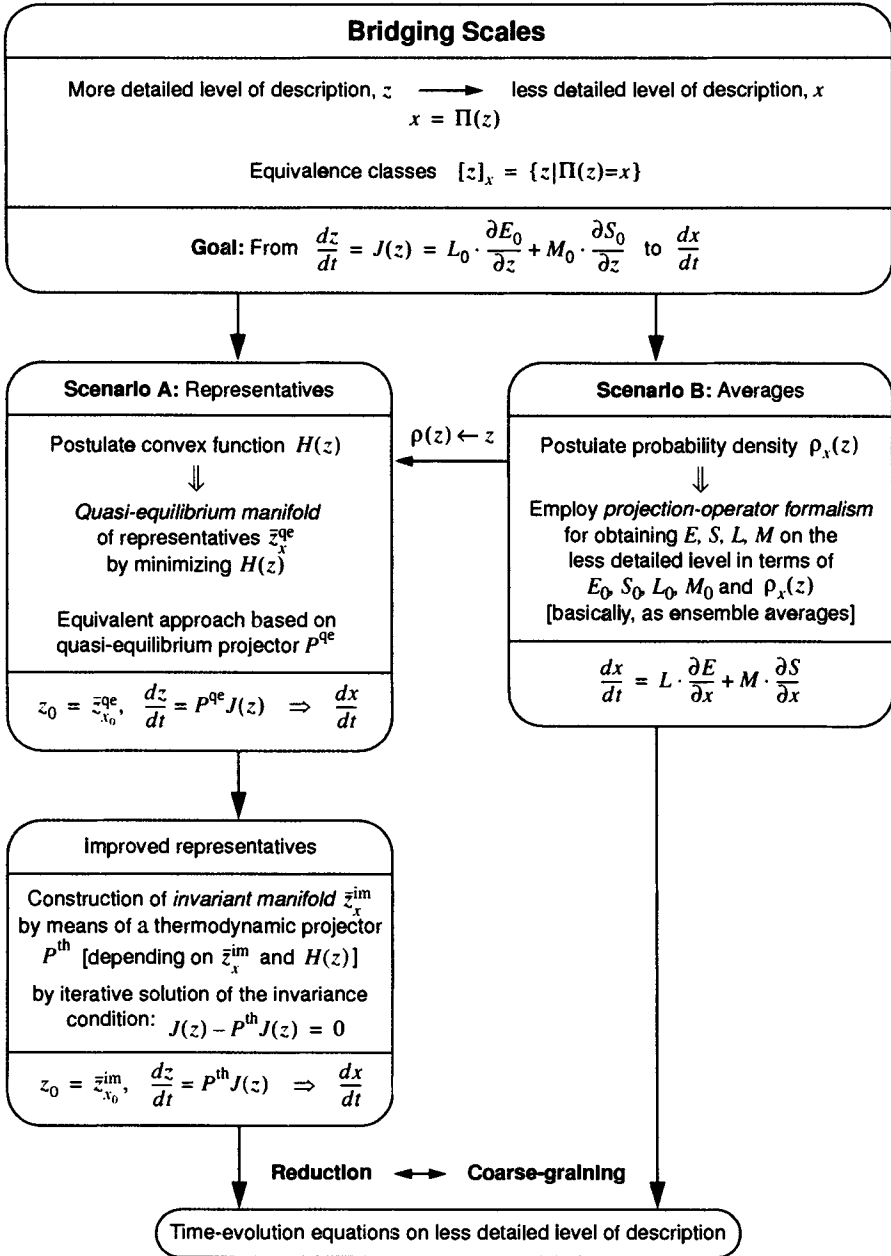 Bridging Scales
More detailed level of description, z ⟶ less detailed level of description, x
x = Π(z)
Equivalence classes [z]_x = {z|Π(z)=x}
Goal: From dz/dt = J(z) = L_0 · ∂E_0/∂z + M_0 · ∂S_0/∂z to dx/dt
Scenario A: Representatives
Postulate convex function H(z)
⇓
Quasi-equilibrium manifold
of representatives z̄_x^qe
by minimizing H(z)
Equivalent approach based on
quasi-equilibrium projector P^qe
z_0 = z̄_{x_0}^qe, dz/dt = P^qe J(z) ⇒ dx/dt
ρ(z) ← z
Scenario B: Averages
Postulate probability density ρ_x(z)
⇓
Employ projection-operator formalism
for obtaining E, S, L, M on the
less detailed level in terms of
E_0, S_0, L_0, M_0 and ρ_x(z)
[basically, as ensemble averages]
dx/dt = L · ∂E/∂x + M · ∂S/∂x
Improved representatives
Construction of invariant manifold z̄_x^im
by means of a thermodynamic projector
P^th [depending on z̄_x^im and H(z)]
by iterative solution of the invariance
condition: J(z) – P^th J(z) = 0
z_0 = z̄_{x_0}^im, dz/dt = P^th J(z) ⇒ dx/dt
Reduction ↔ Coarse-graining
Time-evolution equations on less detailed level of description